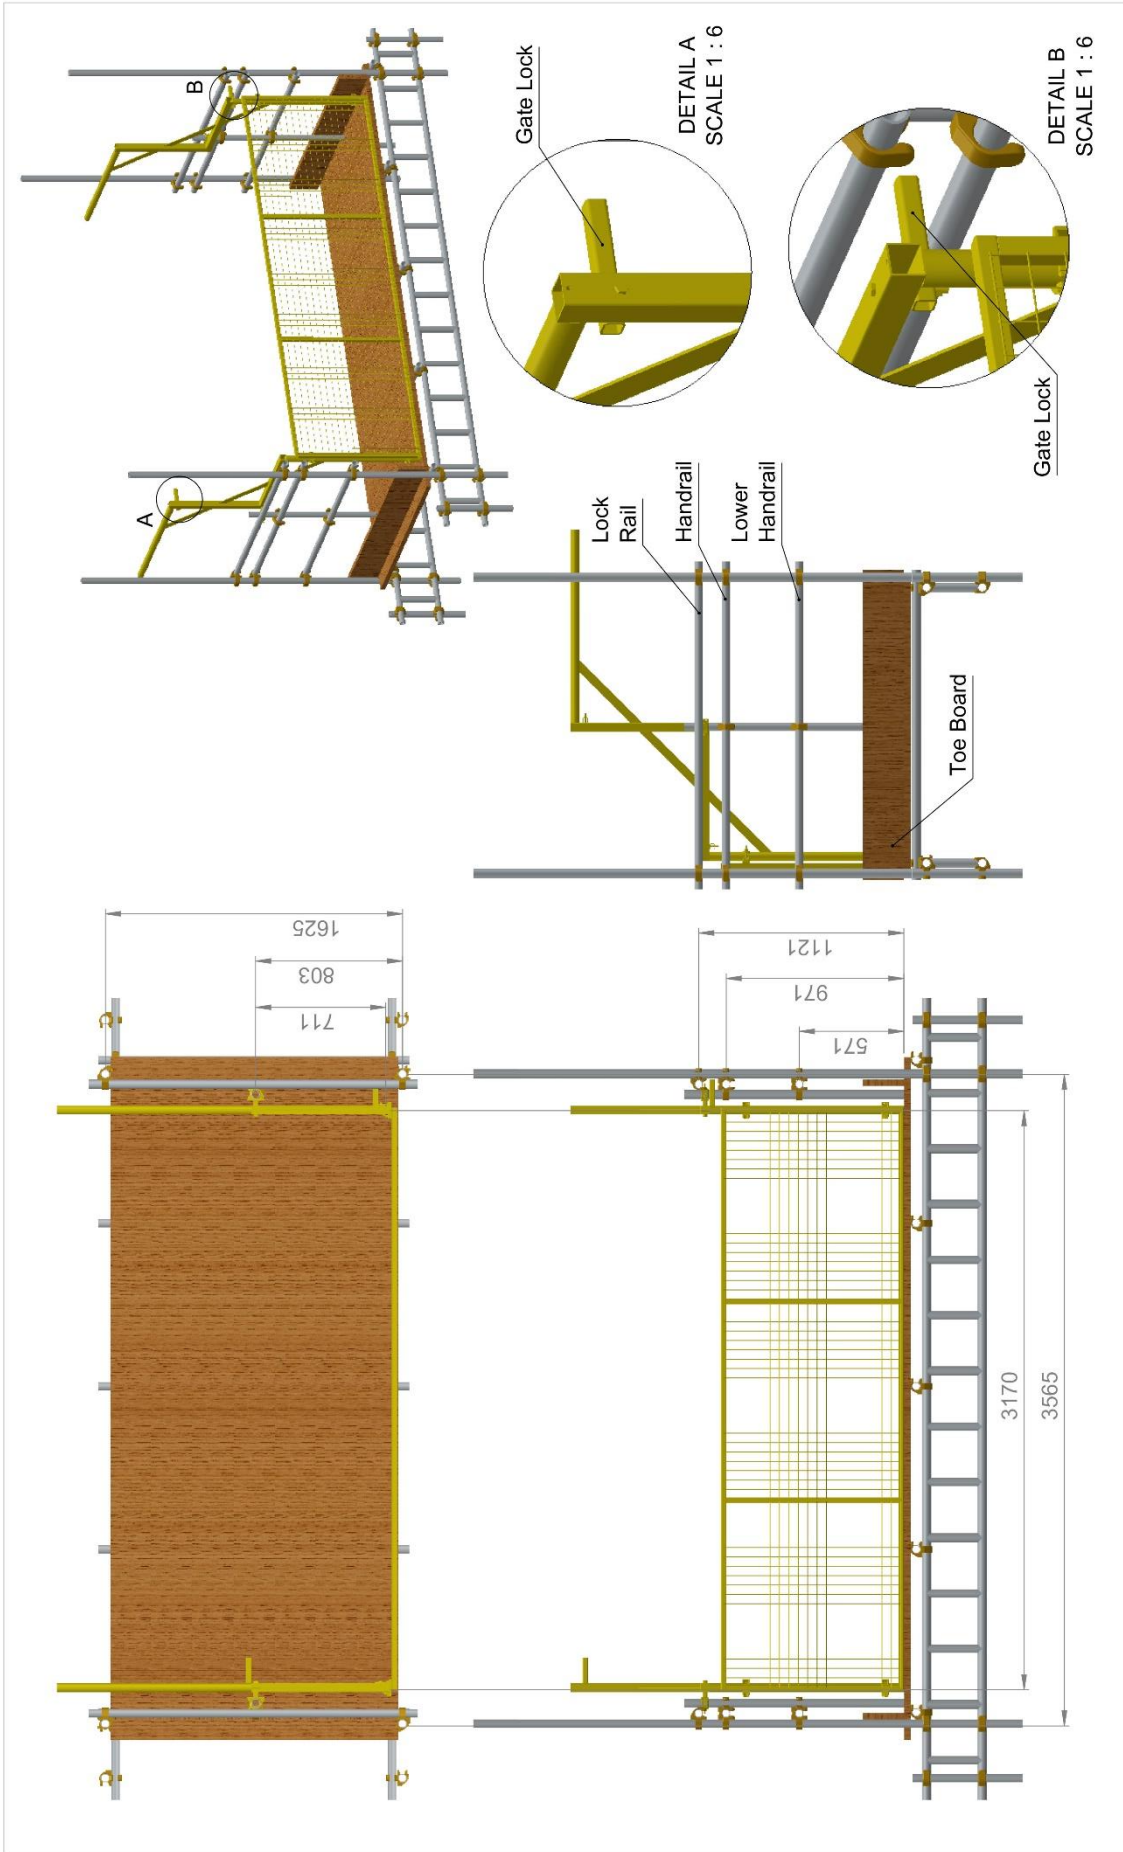 1625
803
711
1121
971
571
3170
3565
A
B
Gate Lock
DETAIL A
SCALE 1 : 6
Lock
Rail
Handrail
Lower
Handrail
Toe Board
Gate Lock
DETAIL B
SCALE 1 : 6